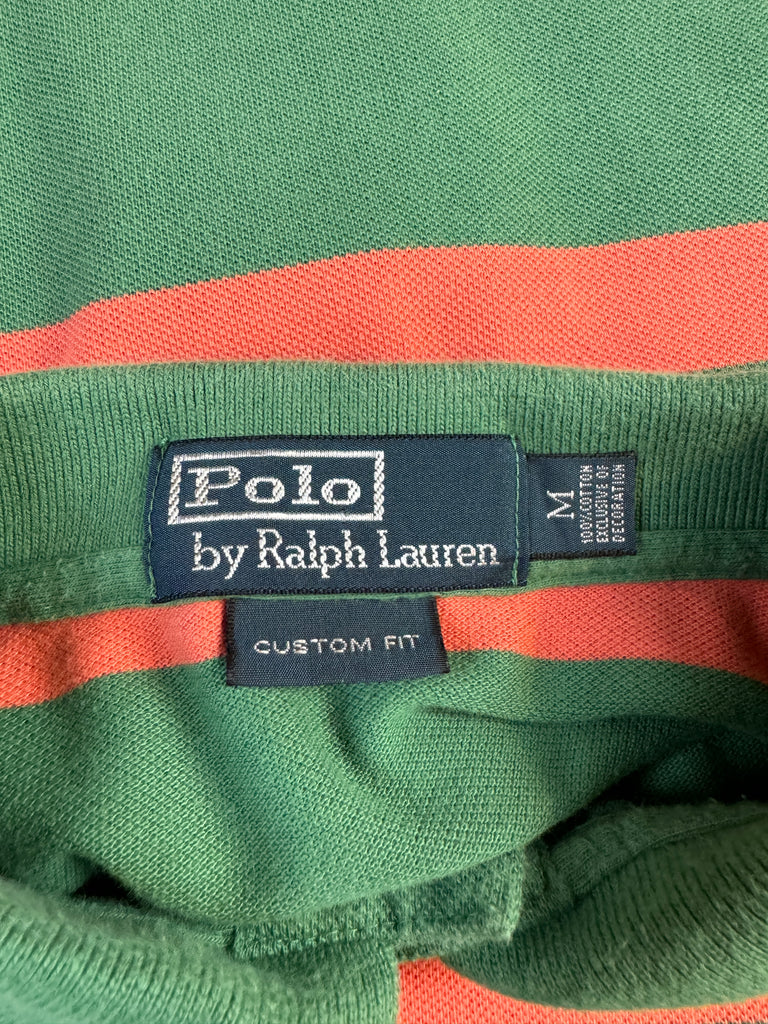 Polo
by Ralph Lauren
M
100% COTTON
EXCLUSIVE OF
DECORATION
CUSTOM FIT